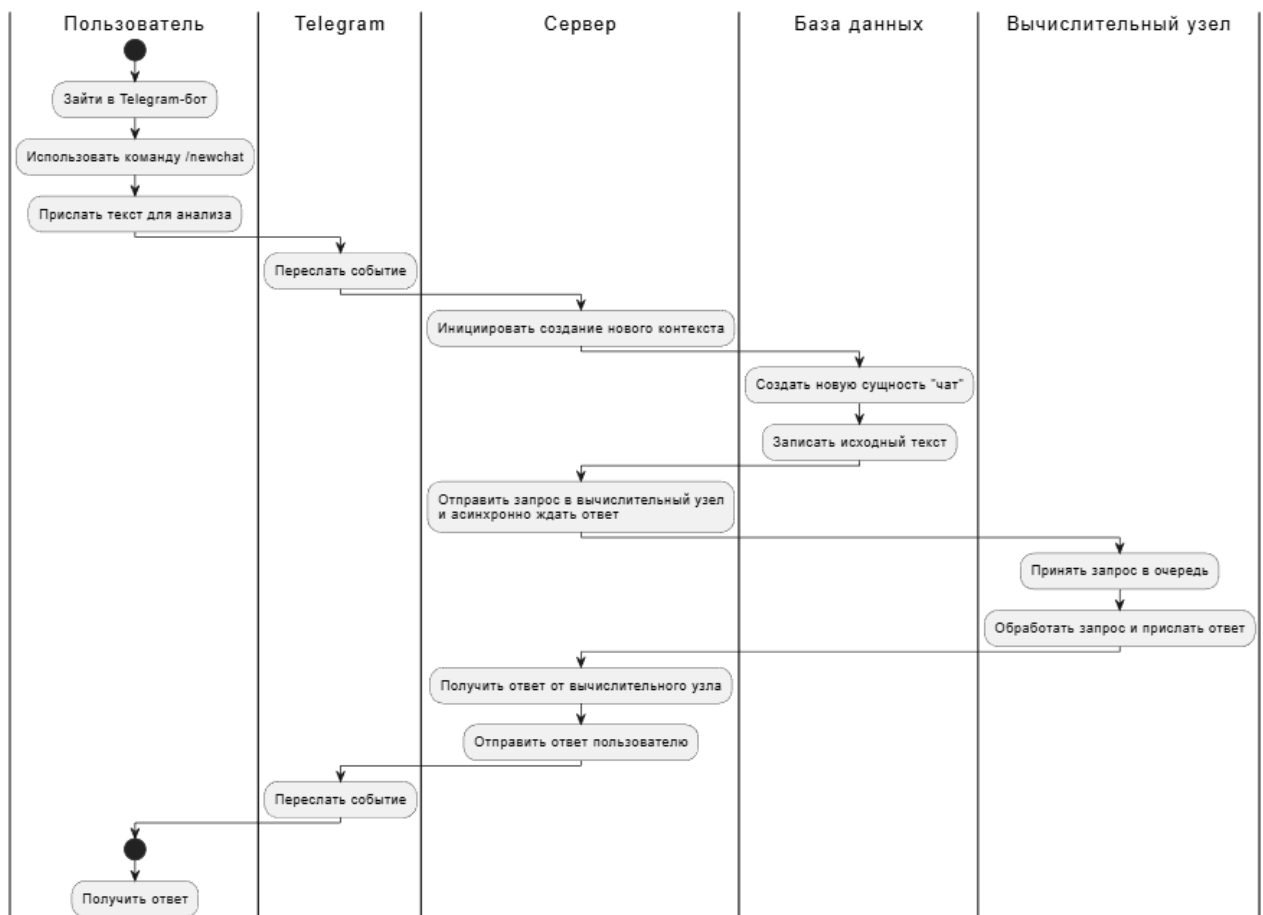 Пользователь
Telegram
Сервер
База данных
Вычислительный узел
Зайти в Telegram-бот
Использовать команду /newchat
Прислать текст для анализа
Переслать событие
Инициировать создание нового контекста
Создать новую сущность "чат"
Записать исходный текст
Отправить запрос в вычислительный узел
и асинхронно ждать ответ
Принять запрос в очередь
Обработать запрос и прислать ответ
Получить ответ от вычислительного узла
Отправить ответ пользователю
Переслать событие
Получить ответ